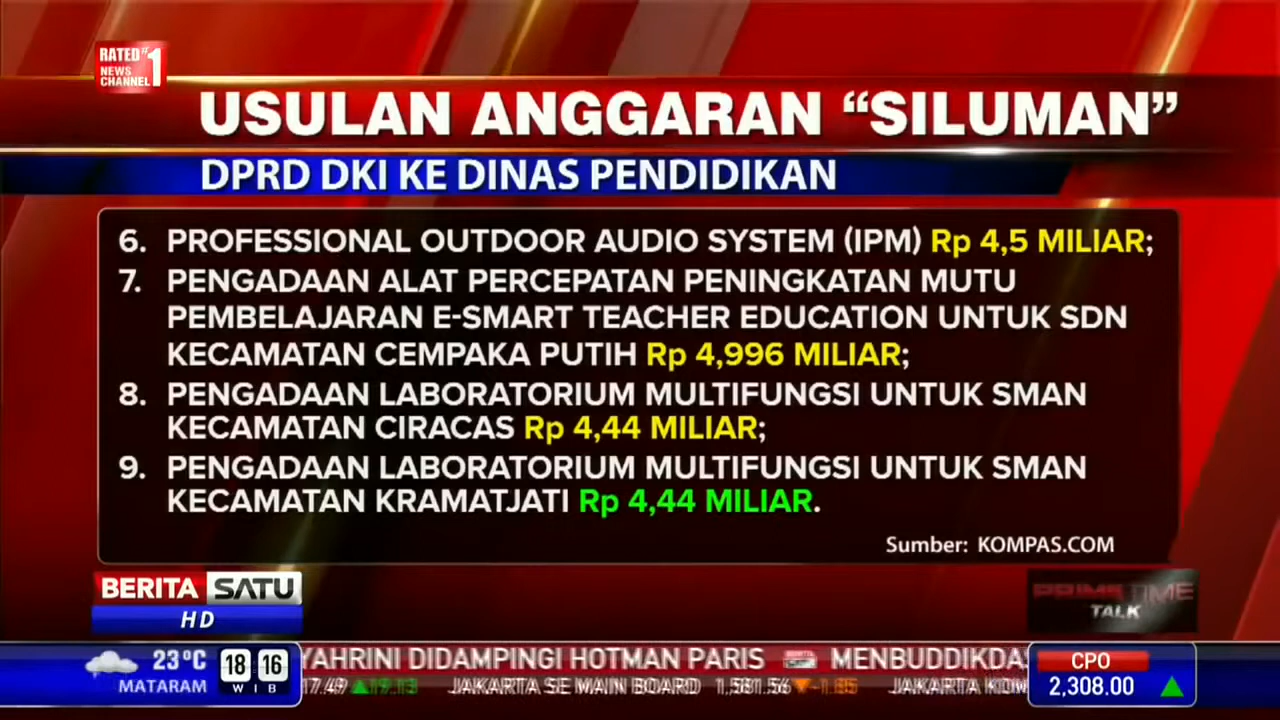 RATED #1
NEWS
CHANNEL
USULAN ANGGARAN “SILUMAN”
DPRD DKI KE DINAS PENDIDIKAN
6. PROFESSIONAL OUTDOOR AUDIO SYSTEM (IPM) Rp 4,5 MILIAR;
7. PENGADAAN ALAT PERCEPATAN PENINGKATAN MUTU
PEMBELAJARAN E-SMART TEACHER EDUCATION UNTUK SDN
KECAMATAN CEMPAKA PUTIH Rp 4,996 MILIAR;
8. PENGADAAN LABORATORIUM MULTIFUNGSI UNTUK SMAN
KECAMATAN CIRACAS Rp 4,44 MILIAR;
9. PENGADAAN LABORATORIUM MULTIFUNGSI UNTUK SMAN
KECAMATAN KRAMATJATI Rp 4,44 MILIAR.
Sumber: KOMPAS.COM
BERITA SATU
HD
PRIME TIME
TALK
23°C
MATARAM
18 16
WIB
YAHRINI DIDAMPINGI HOTMAN PARIS MENBUDDIKDAS
JAKARTA SE MAIN BOARD JAKARTA
CPO
2,308.00